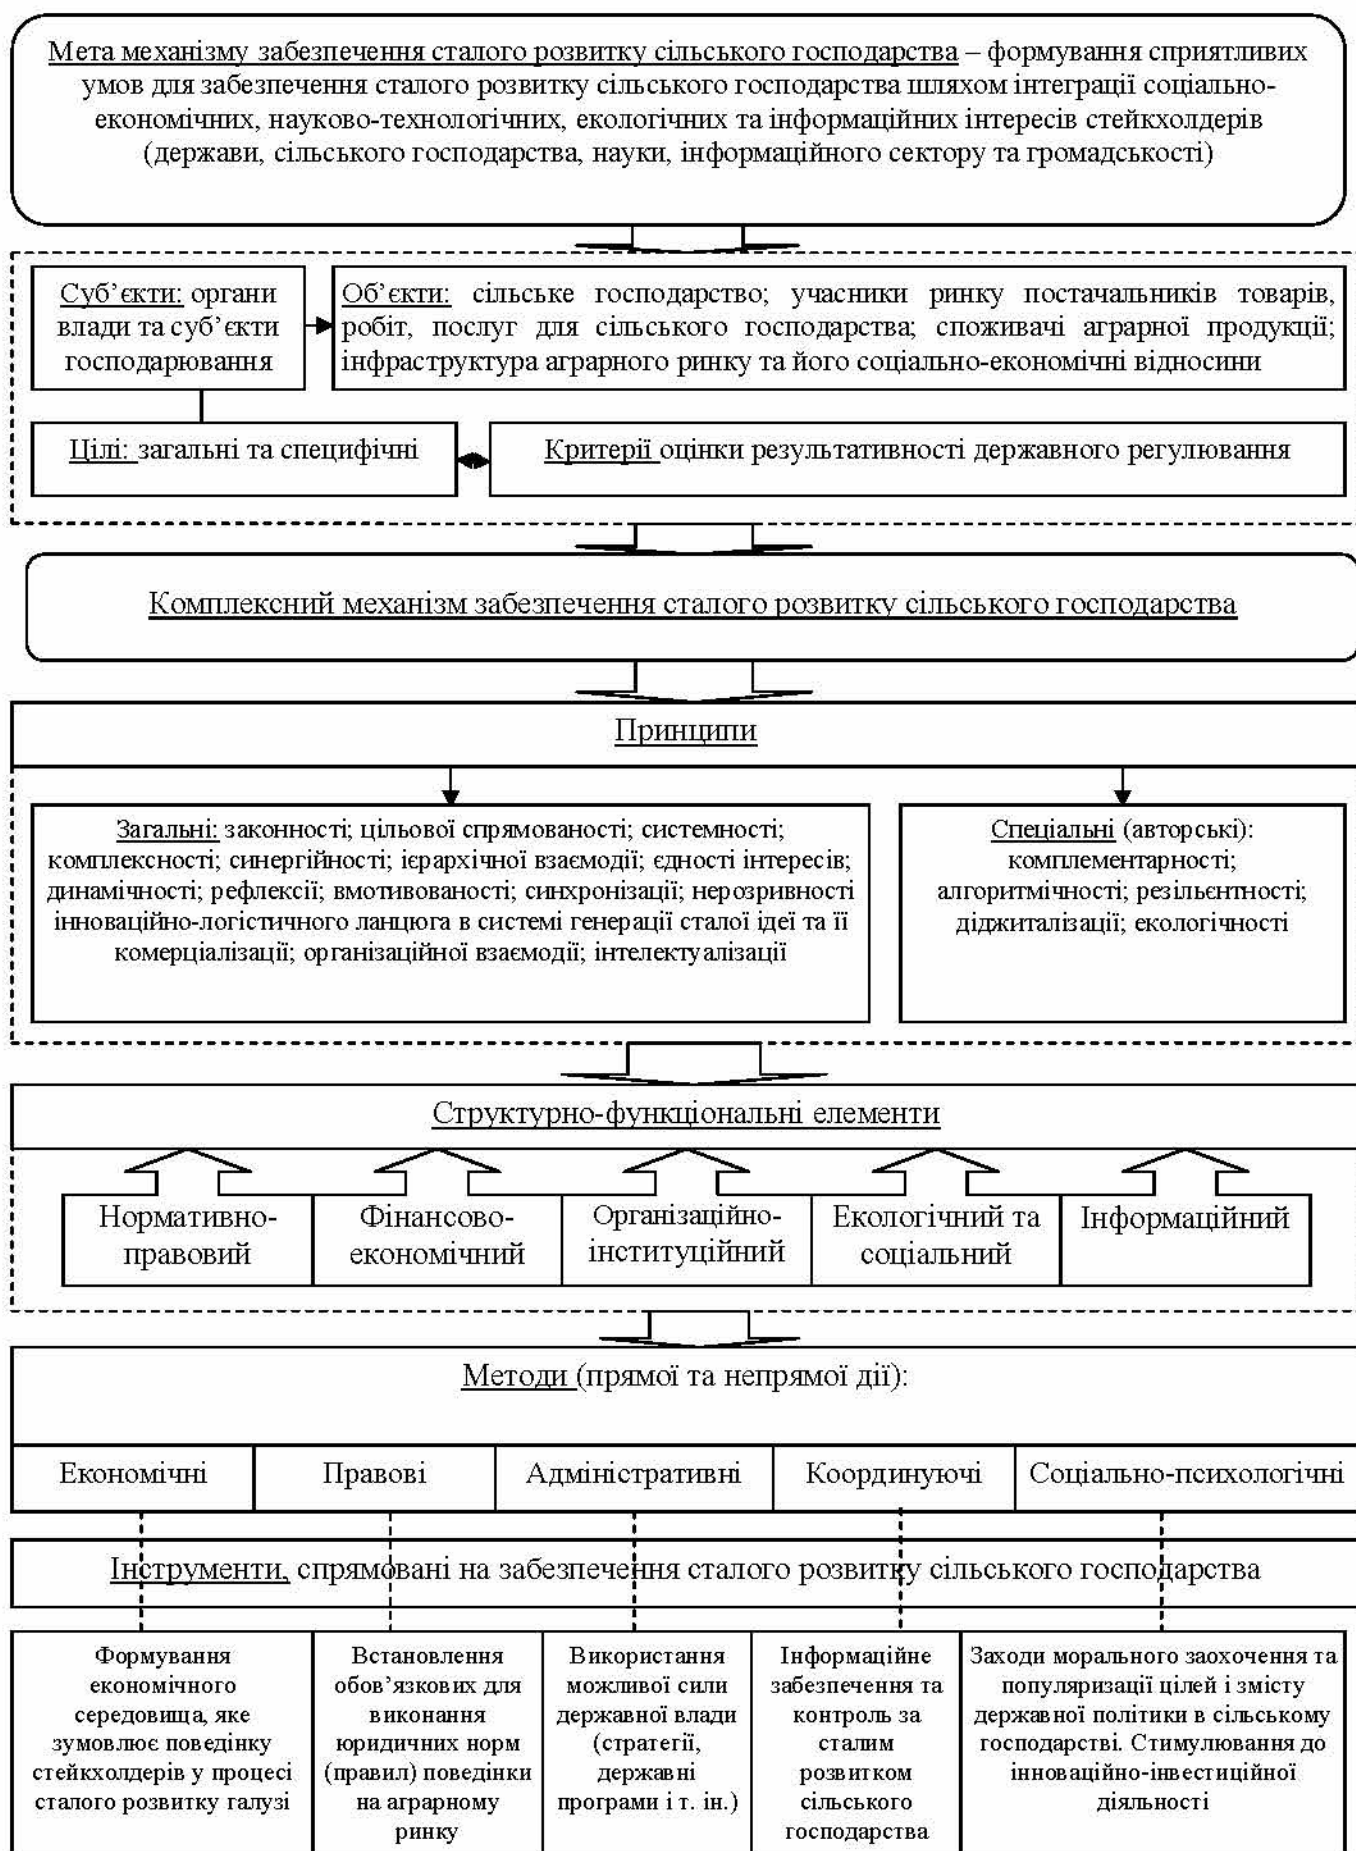 Мета механізму забезпечення сталого розвитку сільського господарства – формування сприятливих
умов для забезпечення сталого розвитку сільського господарства шляхом інтеграції соціально-
економічних, науково-технологічних, екологічних та інформаційних інтересів стейкхолдерів
(держави, сільського господарства, науки, інформаційного сектору та громадськості)
Суб’єкти: органи
влади та суб’єкти
господарювання
Об’єкти: сільське господарство; учасники ринку постачальників товарів,
робіт, послуг для сільського господарства; споживачі аграрної продукції;
інфраструктура аграрного ринку та його соціально-економічні відносини
Цілі: загальні та специфічні
Критерії оцінки результативності державного регулювання
Комплексний механізм забезпечення сталого розвитку сільського господарства
Принципи
Загальні: законності; цільової спрямованості; системності;
комплексності; синергійності; ієрархічної взаємодії; єдності інтересів;
динамічності; рефлексії; вмотивованості; синхронізації; нерозривності
інноваційно-логістичного ланцюга в системі генерації сталої ідеї та її
комерціалізації; організаційної взаємодії; інтелектуалізації
Спеціальні (авторські):
комплементарності;
алгоритмічності; резільєнтності;
діджиталізації; екологічності
Структурно-функціональні елементи
Нормативно-
правовий
Фінансово-
економічний
Організаційно-
інституційний
Екологічний та
соціальний
Інформаційний
Методи (прямої та непрямої дії):
Економічні
Правові
Адміністративні
Координуючі
Соціально-психологічні
Інструменти, спрямовані на забезпечення сталого розвитку сільського господарства
Формування
економічного
середовища, яке
зумовлює поведінку
стейкхолдерів у процесі
сталого розвитку галузі
Встановлення
обов’язкових для
виконання
юридичних норм
(правил) поведінки
на аграрному
ринку
Використання
можливої сили
державної влади
(стратегії,
державні
програми і т. ін.)
Інформаційне
забезпечення та
контроль за
сталим
розвитком
сільського
господарства
Заходи морального заохочення та
популяризації цілей і змісту
державної політики в сільському
господарстві. Стимулювання до
інноваційно-інвестиційної
діяльності